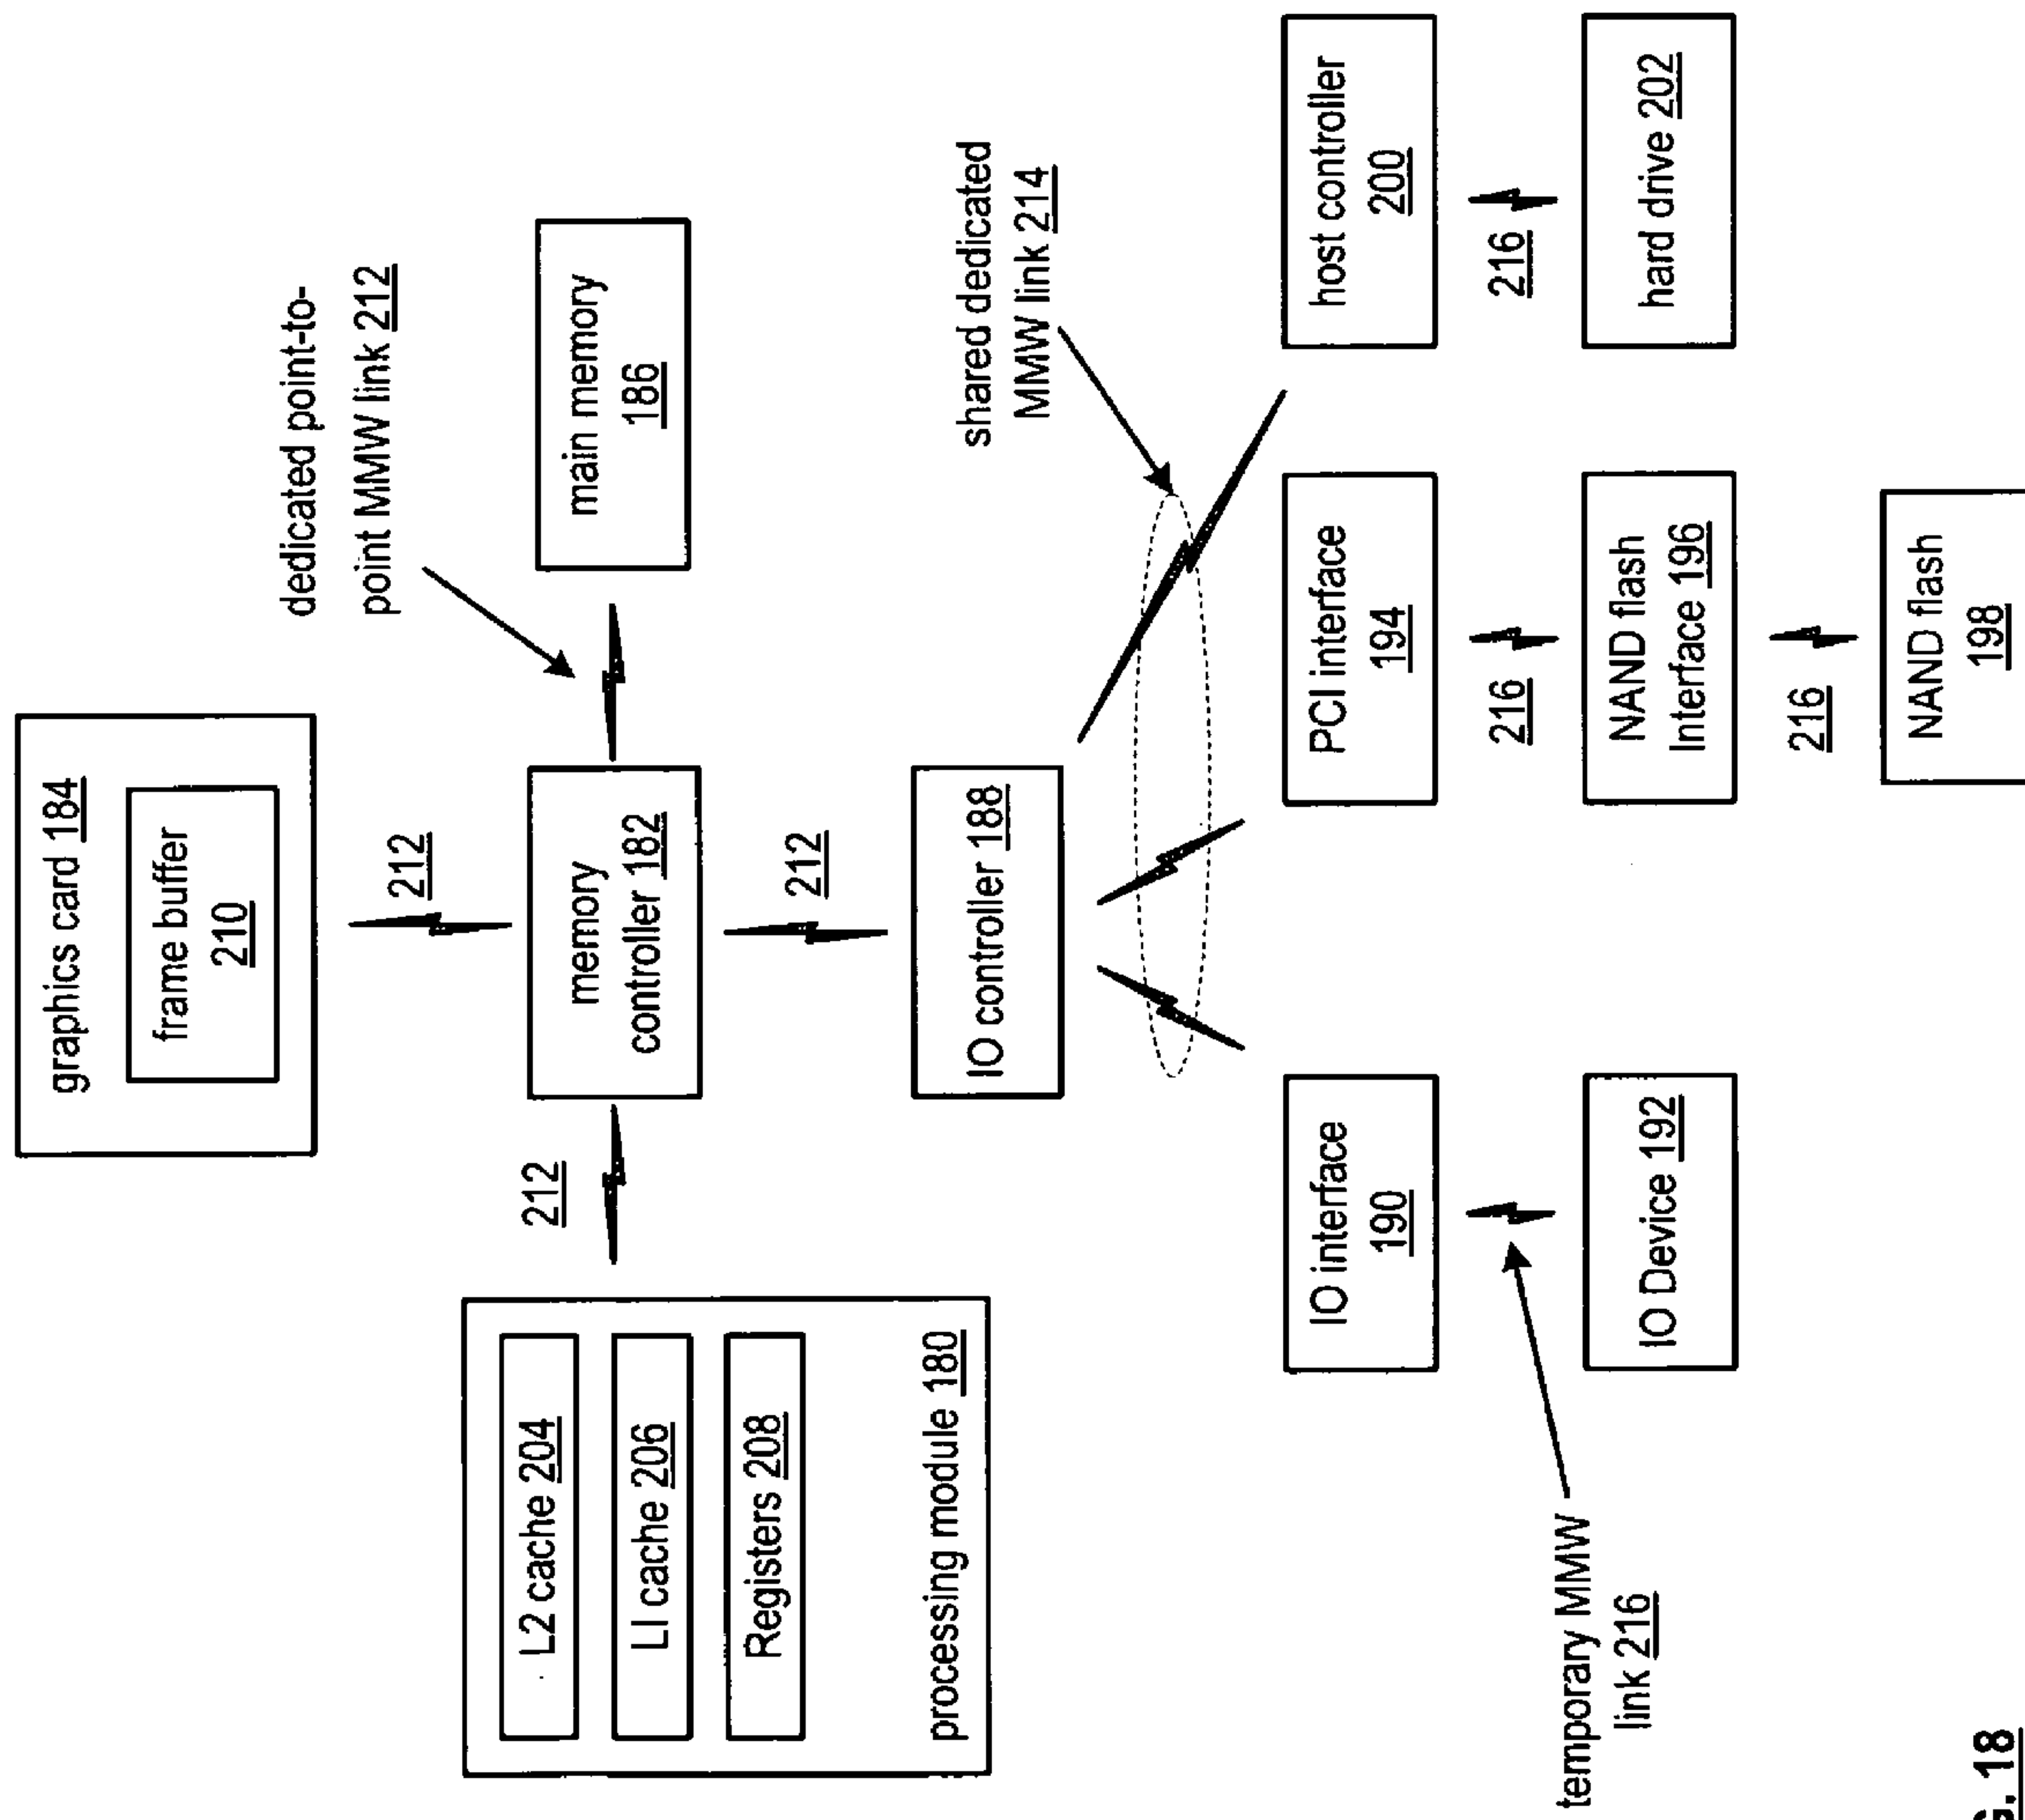 graphics card 184
frame buffer
210
212
dedicated point-to-
point MMW link 212
L2 cache 204
LI cache 206
Registers 208
processing module 180
212
memory
controller 182
main memory
186
212
IO controller 188
shared dedicated
MMW link 214
IO interface
190
PCI interface
194
host controller
200
temporary MMW
link 216
216
216
IO Device 192
NAND flash
Interface 196
hard drive 202
216
NAND flash
198
G. 18